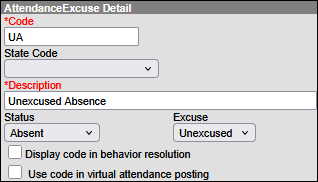 AttendanceExcuse Detail
*Code
UA
State Code
*Description
Unexcused Absence
Status Excuse
Absent Unexcused
Display code in behavior resolution
Use code in virtual attendance posting